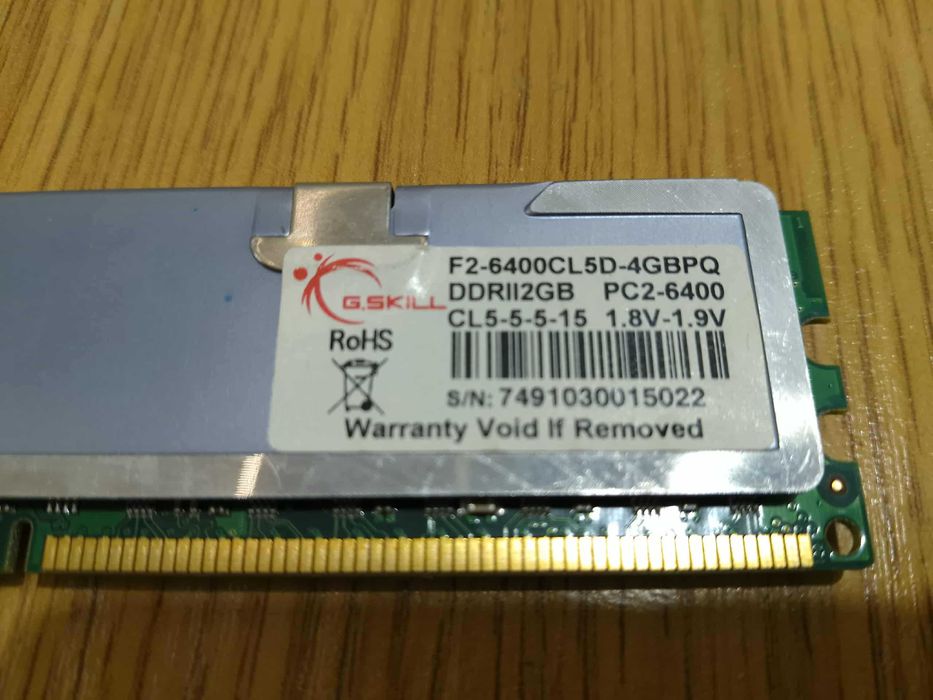 G.SKILL
RoHS
F2-6400CL5D-4GBPQ
DDRII2GB PC2-6400
CL5-5-5-15 1.8V-1.9V
S/N: 7491030015022
Warranty Void If Removed